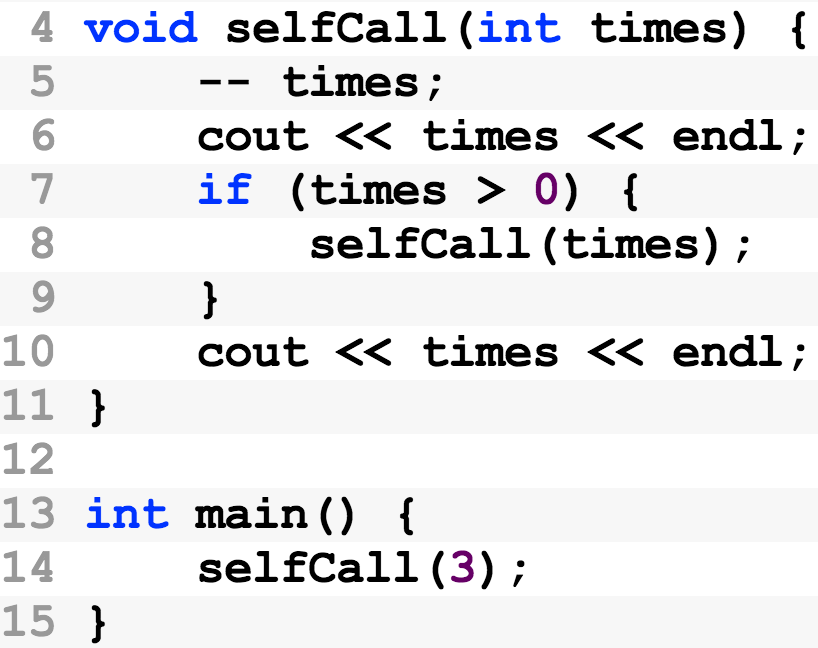 4 void selfCall(int times) {
5     -- times;
6     cout << times << endl;
7     if (times > 0) {
8         selfCall(times);
9     }
10     cout << times << endl;
11 }
12
13 int main() {
14     selfCall(3);
15 }